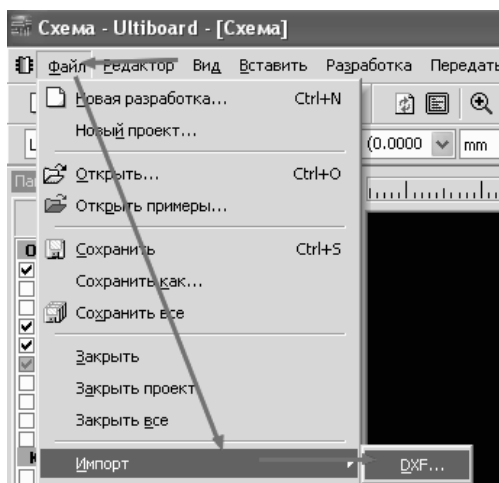 Схема - Ultiboard - [Схема]
Файл Редактор Вид Вставить Разработка Передать
Новая разработка... Ctrl+N
Новый проект...
(0.0000 mm
Открыть... Ctrl+O
Открыть примеры...
Сохранить Ctrl+S
Сохранить как...
Сохранить все
Закрыть
Закрыть проект
Закрыть все
Импорт DXF...